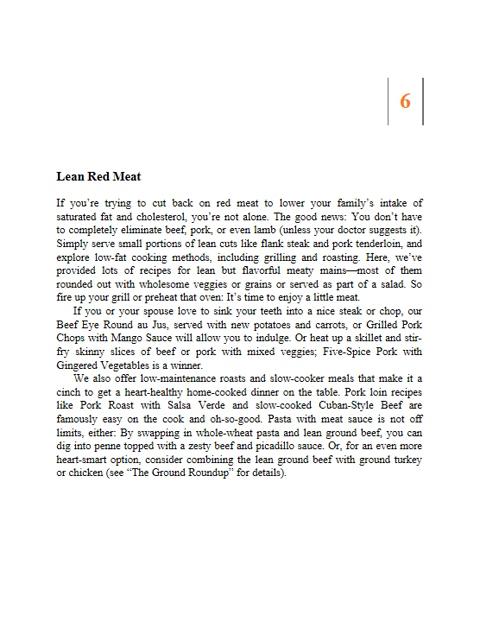 6
Lean Red Meat
If you’re trying to cut back on red meat to lower your family’s intake of
saturated fat and cholesterol, you’re not alone. The good news: You don’t have
to completely eliminate beef, pork, or even lamb (unless your doctor suggests it).
Simply serve small portions of lean cuts like flank steak and pork tenderloin, and
explore low-fat cooking methods, including grilling and roasting. Here, we’ve
provided lots of recipes for lean but flavorful meaty mains—most of them
rounded out with wholesome veggies or grains or served as part of a salad. So
fire up your grill or preheat that oven: It’s time to enjoy a little meat.
If you or your spouse love to sink your teeth into a nice steak or chop, our
Beef Eye Round au Jus, served with new potatoes and carrots, or Grilled Pork
Chops with Mango Sauce will allow you to indulge. Or heat up a skillet and stir-
fry skinny slices of beef or pork with mixed veggies; Five-Spice Pork with
Gingered Vegetables is a winner.
We also offer low-maintenance roasts and slow-cooker meals that make it a
cinch to get a heart-healthy home-cooked dinner on the table. Pork loin recipes
like Pork Roast with Salsa Verde and slow-cooked Cuban-Style Beef are
famously easy on the cook and oh-so-good. Pasta with meat sauce is not off
limits, either: By swapping in whole-wheat pasta and lean ground beef, you can
dig into penne topped with a zesty beef and picadillo sauce. Or, for an even more
heart-smart option, consider combining the lean ground beef with ground turkey
or chicken (see “The Ground Roundup” for details).